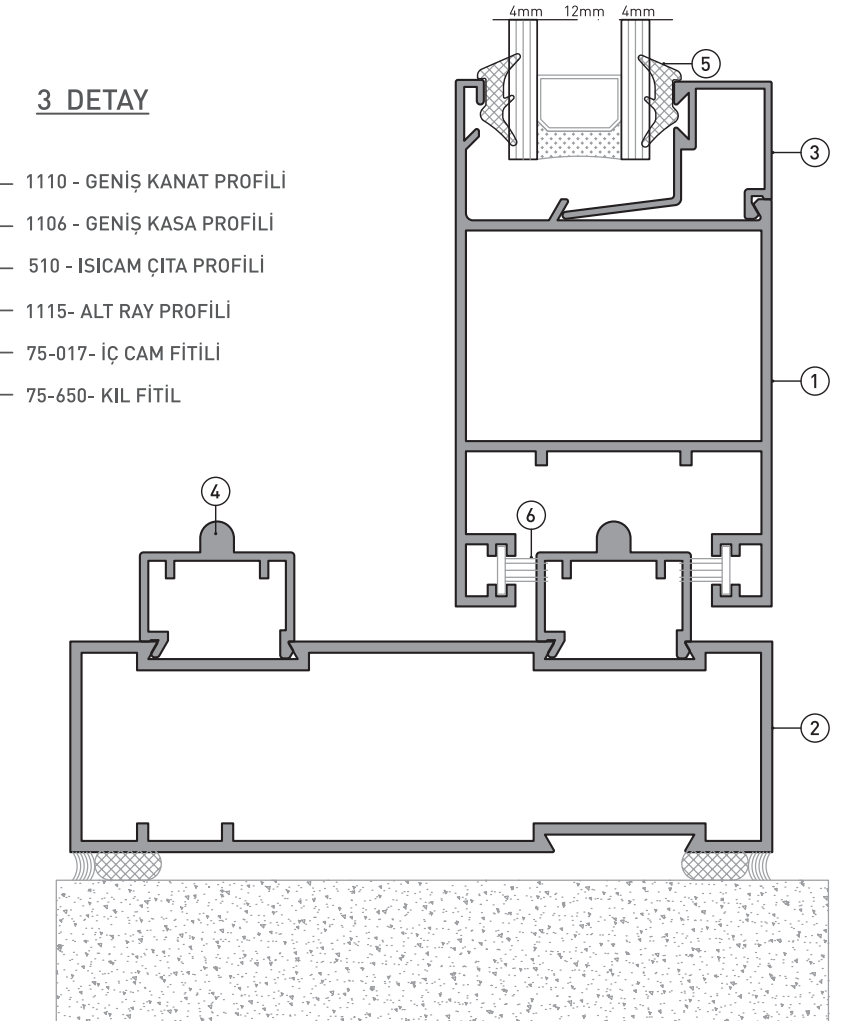 4mm 12mm 4mm
5
3 DETAY
3
1110 - GENİŞ KANAT PROFİLİ
1106 - GENİŞ KASA PROFİLİ
510 - ISICAM ÇITA PROFİLİ
1115- ALT RAY PROFİLİ
75-017- İÇ CAM FİTİLİ
1
75-650- KIL FİTİL
4
6
2